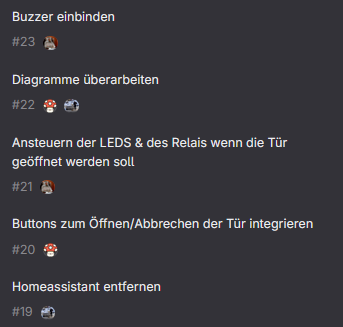 Buzzer einbinden
#23
Diagramme überarbeiten
#22
Ansteuern der LEDS & des Relais wenn die Tür
geöffnet werden soll
#21
Buttons zum Öffnen/Abbrechen der Tür integrieren
#20
Homeassistant entfernen
#19